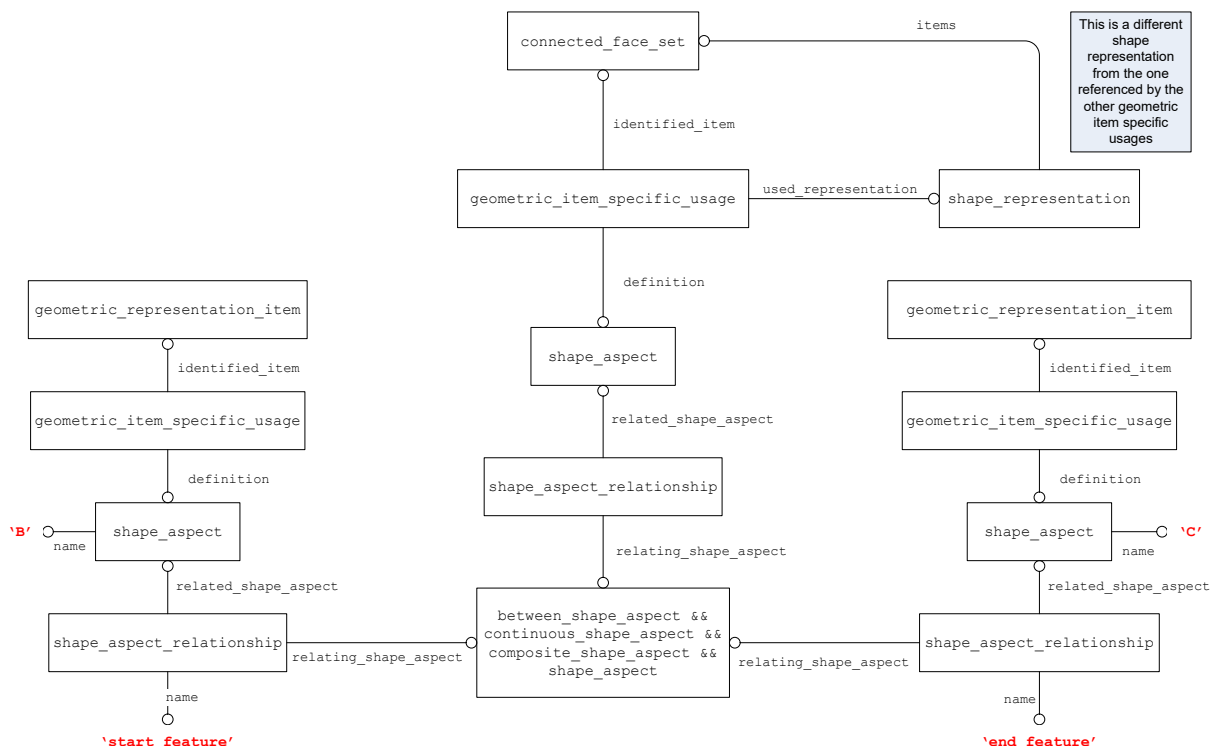 items
This is a different
shape
representation
from the one
referenced by the
other geometric
item specific
usages
connected_face_set
identified_item
geometric_item_specific_usage
used_representation
shape_representation
definition
geometric_representation_item
geometric_representation_item
shape_aspect
identified_item
identified_item
geometric_item_specific_usage
related_shape_aspect
geometric_item_specific_usage
definition
shape_aspect_relationship
definition
‘B’
name
shape_aspect
shape_aspect
name
‘C’
relating_shape_aspect
related_shape_aspect
related_shape_aspect
between_shape_aspect &&
continuous_shape_aspect &&
composite_shape_aspect &&
shape_aspect
shape_aspect_relationship
relating_shape_aspect
relating_shape_aspect
shape_aspect_relationship
name
name
‘start feature’
‘end feature’